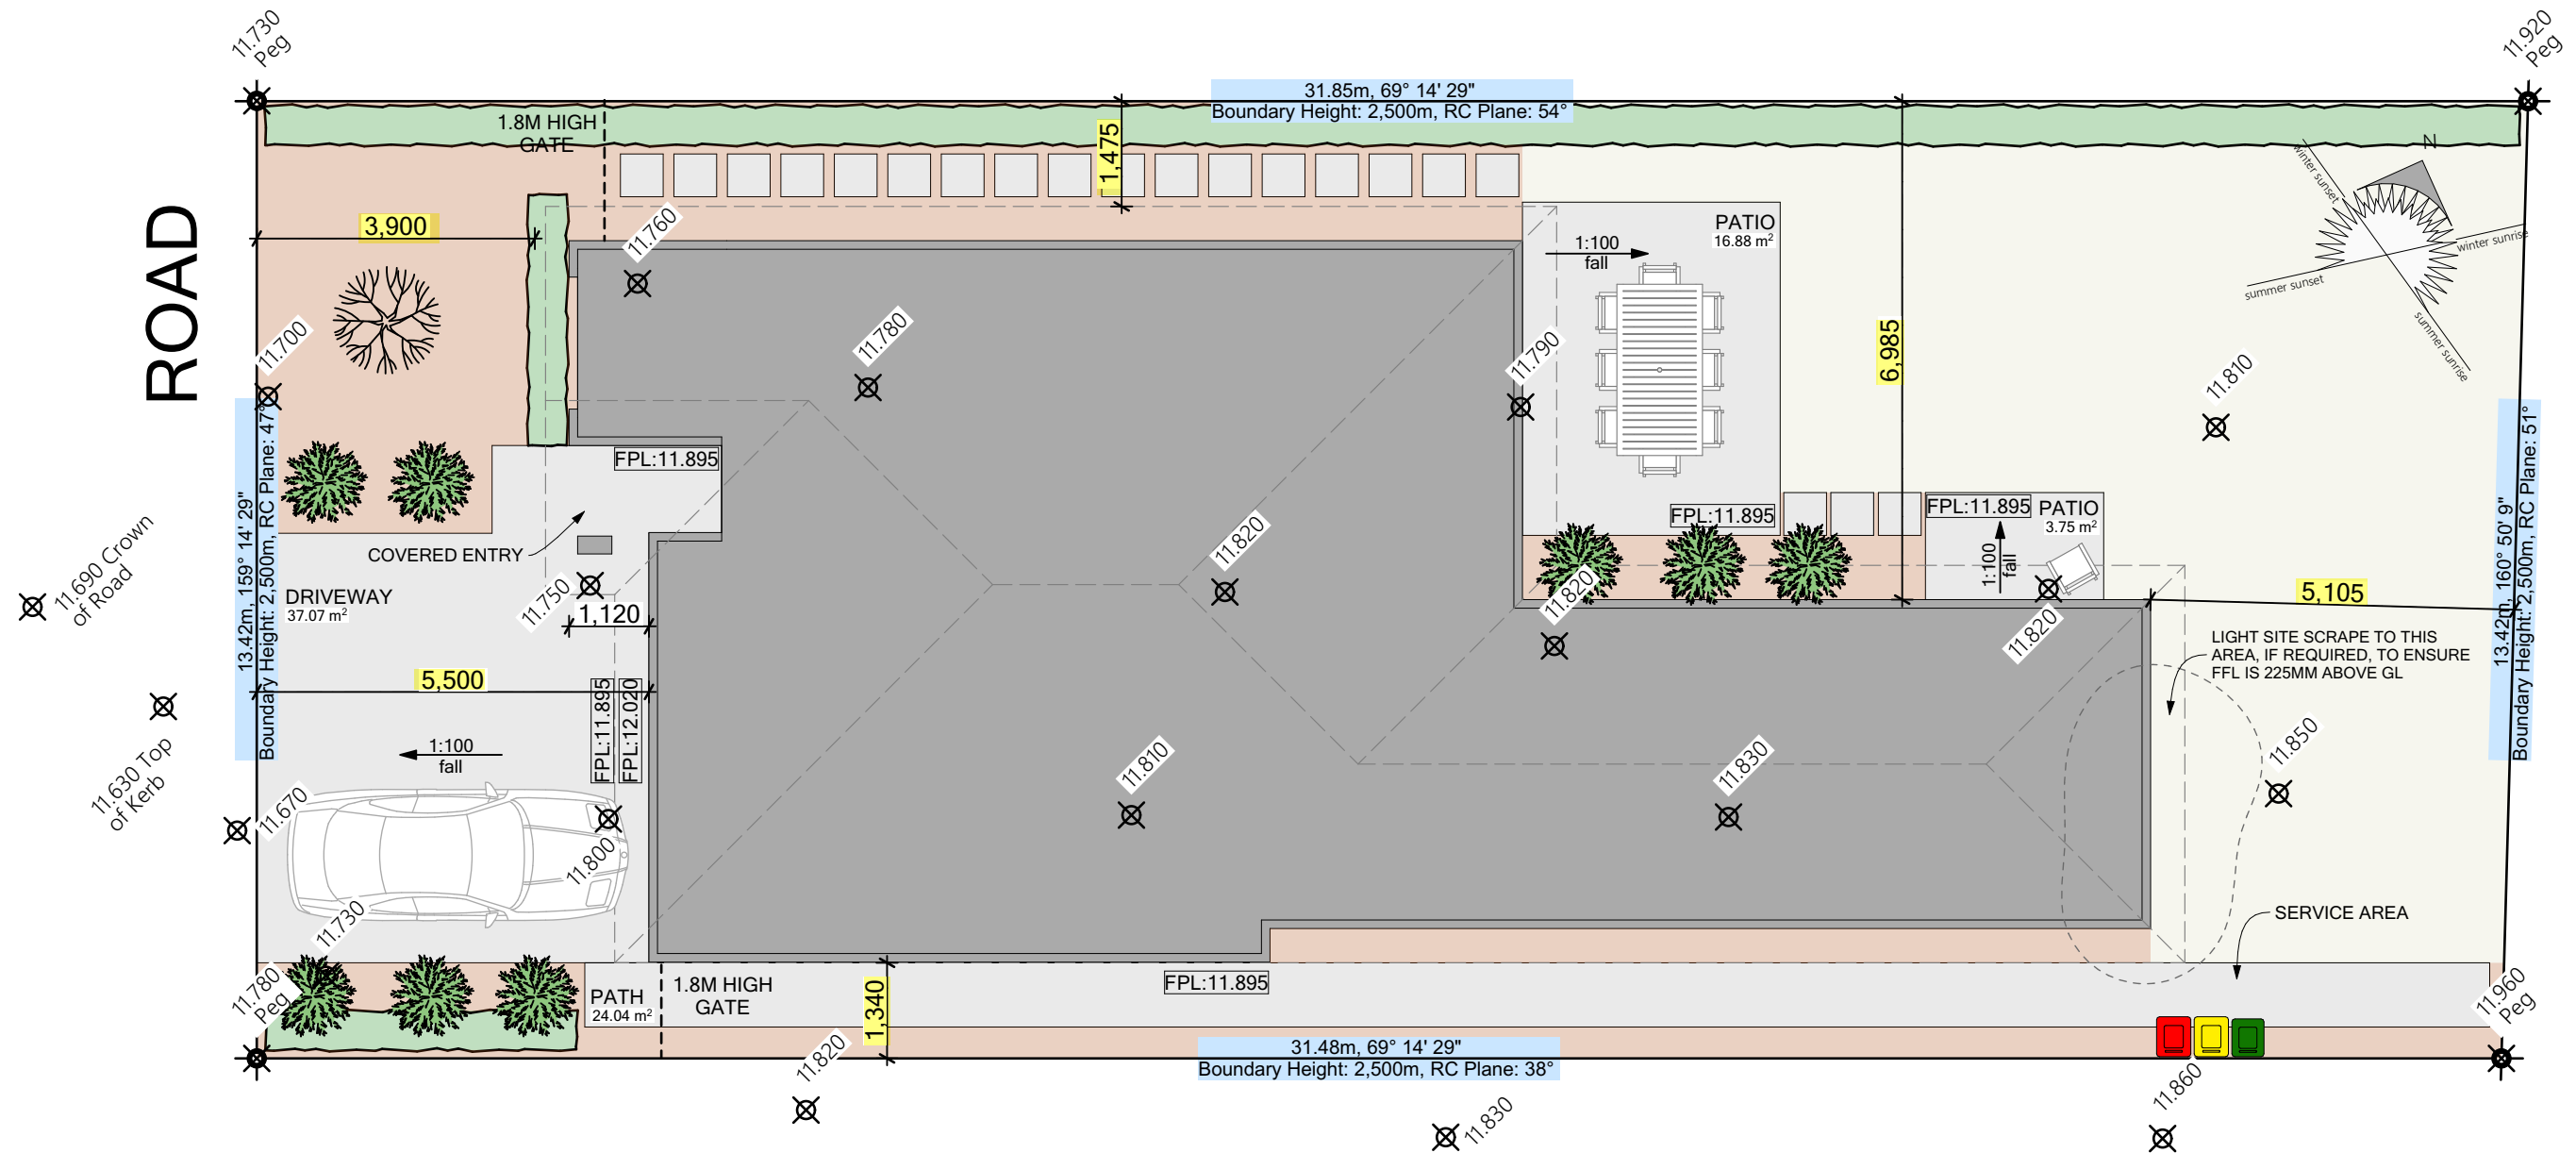 11.730
Peg
11.920
Peg
31.85m, 69° 14' 29"
Boundary Height: 2,500m, RC Plane: 54°
1.8M HIGH
GATE
1,475
N
winter sunset
winter sunrise
summer sunset
summer sunrise
ROAD
3,900
11.760
PATIO
16.88 m²
1:100
fall
11.700
11.780
11.790
6,985
11.810
FPL:11.895
FPL:11.895
FPL:11.895
PATIO
3.75 m²
1:100
fall
13.42m, 159° 14' 29"
Boundary Height: 2,500m, RC Plane: 47°
13.42m, 160° 50' 9"
Boundary Height: 2,500m, RC Plane: 51°
11.690 Crown
of Road
COVERED ENTRY
11.820
11.750
1,120
DRIVEWAY
37.07 m²
11.820
11.820
5,105
LIGHT SITE SCRAPE TO THIS
AREA, IF REQUIRED, TO ENSURE
FFL IS 225MM ABOVE GL
5,500
FPL:11.895
FPL:12.020
1:100
fall
11.630 Top
of Kerb
11.670
11.800
11.810
11.830
11.850
11.730
SERVICE AREA
11.780
Peg
PATH
24.04 m²
1.8M HIGH
GATE
1,340
FPL:11.895
11.960
Peg
11.820
31.48m, 69° 14' 29"
Boundary Height: 2,500m, RC Plane: 38°
11.830
11.860